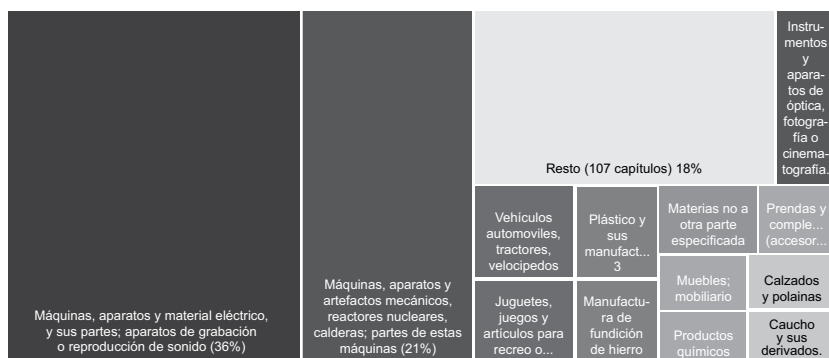 Máquinas, aparatos y material eléctrico,
y sus partes; aparatos de grabación
o reproducción de sonido (36%)
Máquinas, aparatos y
artefactos mecánicos,
reactores nucleares,
calderas; partes de estas
máquinas (21%)
Resto (107 capítulos) 18%
Instru-
mentos
y
apara-
tos de
óptica,
fotogra-
fía o
cinema-
tografía.
Vehículos
automoviles,
tractores,
velocipedos
Plástico y
sus
manufact...
3
Materias no a
otra parte
especificada
Prendas y
comple...
(accesor...
Muebles;
mobiliario
Calzados
y polainas
Juguetes,
juegos y
artículos para
recreo o...
Manufactu-
ra de
fundición
de hierro
Productos
químicos
Caucho
y sus
derivados.